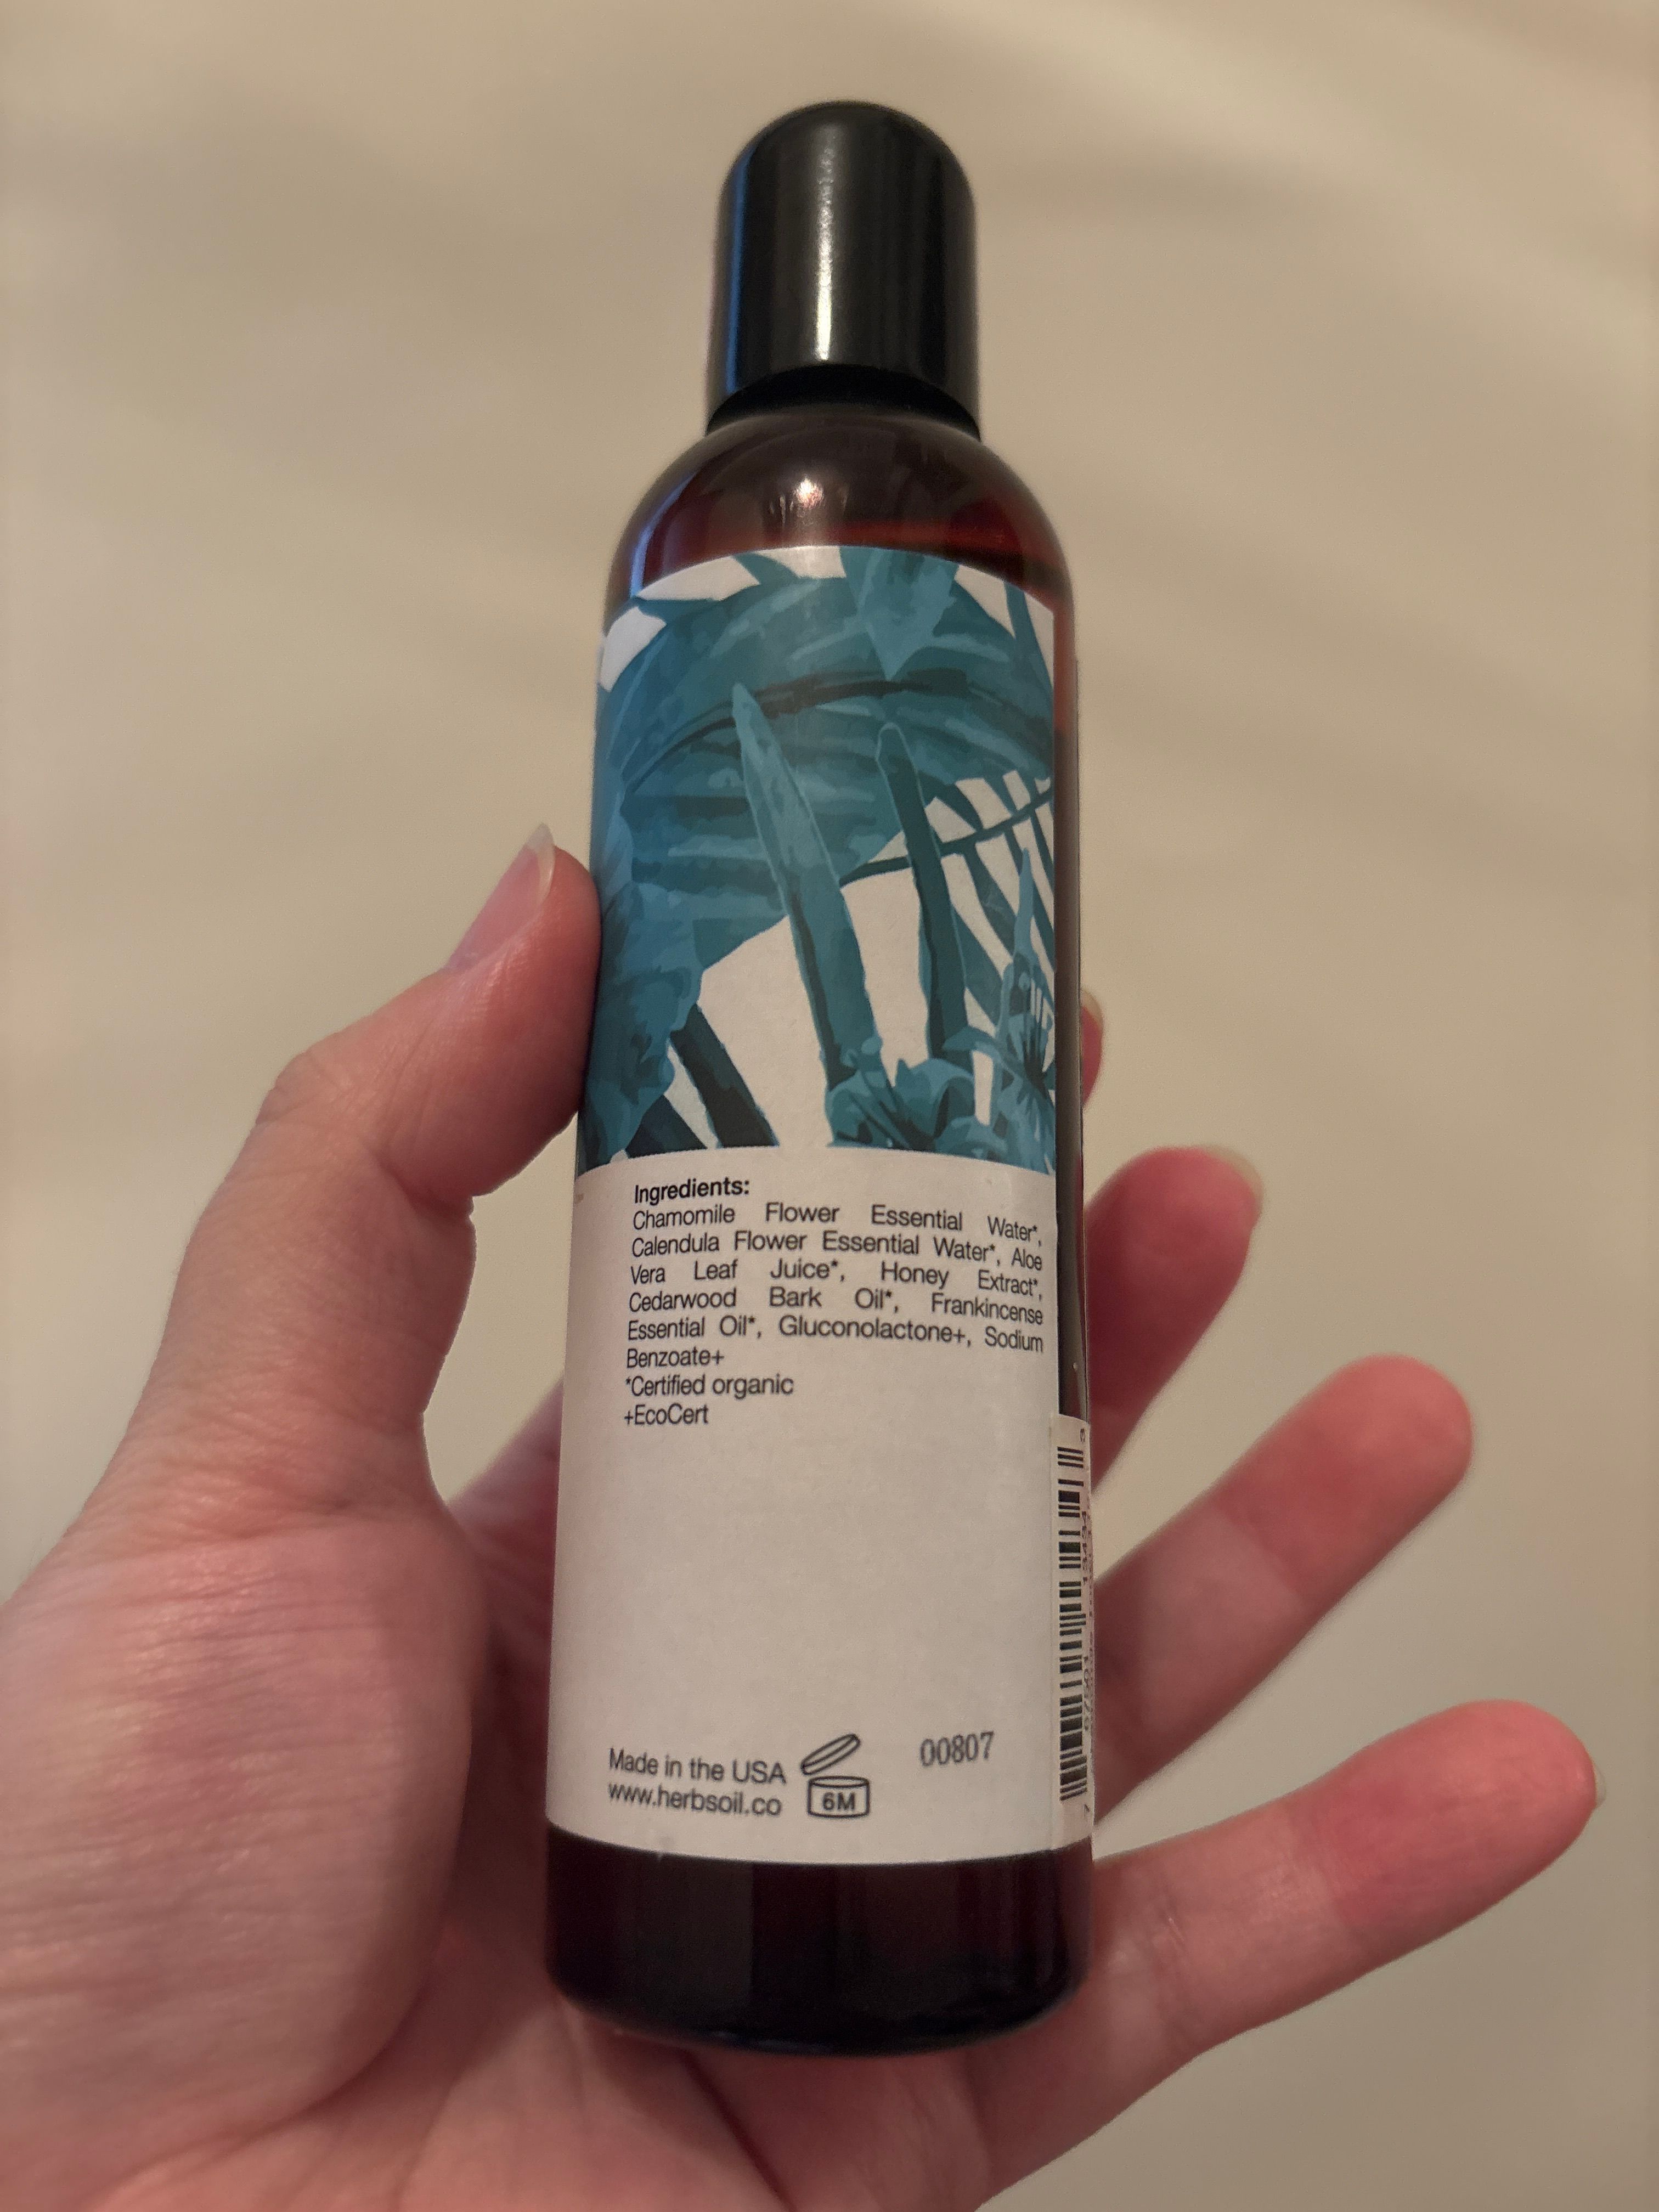 Ingredients:
Chamomile Flower Essential Water*,
Calendula Flower Essential Water*, Aloe
Vera Leaf Juice*, Honey Extract*,
Cedarwood Bark Oil*, Frankincense
Essential Oil*, Gluconolactone+, Sodium
Benzoate+
*Certified organic
+EcoCert
Made in the USA
www.herbsoil.co
6M
00807